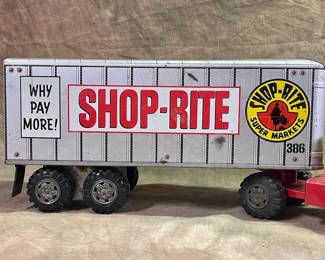 WHY
PAY
MORE!
SHOP-RITE
SHOP-RITE
SUPER MARKETS
386